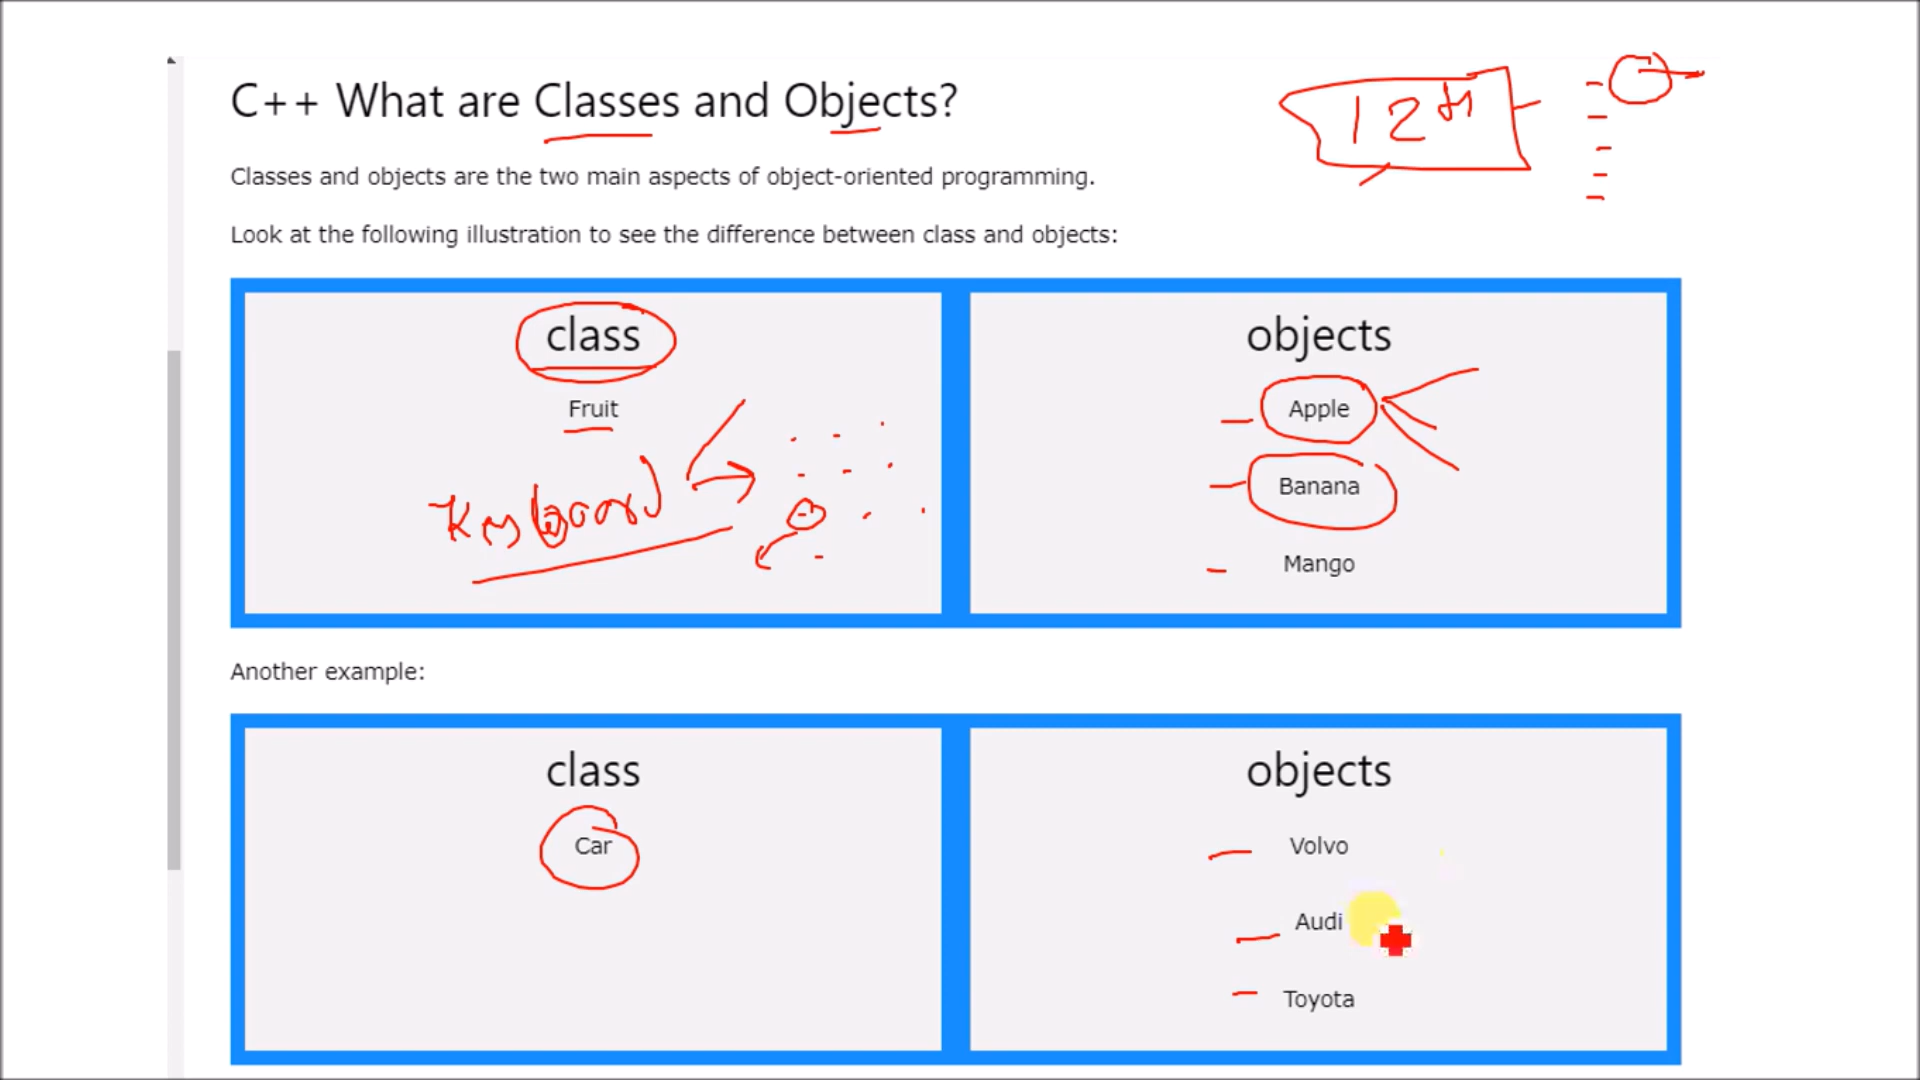 C++ What are Classes and Objects?
12th
Classes and objects are the two main aspects of object-oriented programming.
Look at the following illustration to see the difference between class and objects:
class
Fruit
Keyboard
objects
Apple
Banana
Mango
Another example:
class
Car
objects
Volvo
Audi
Toyota